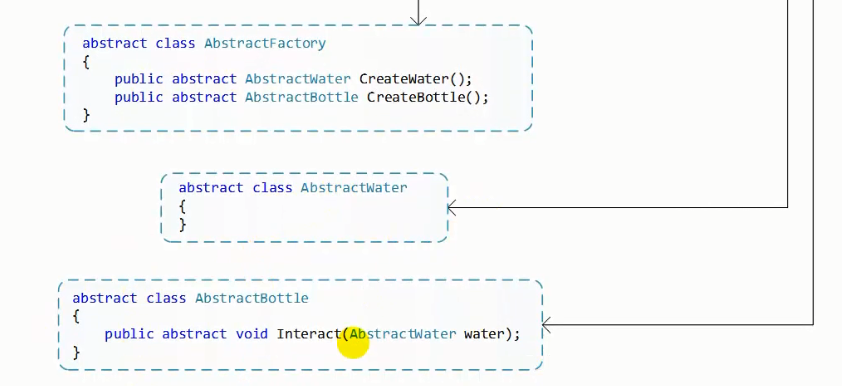 abstract class AbstractFactory
{
public abstract AbstractWater CreateWater();
public abstract AbstractBottle CreateBottle();
}
abstract class AbstractWater
{
}
abstract class AbstractBottle
{
public abstract void Interact(AbstractWater water);
}